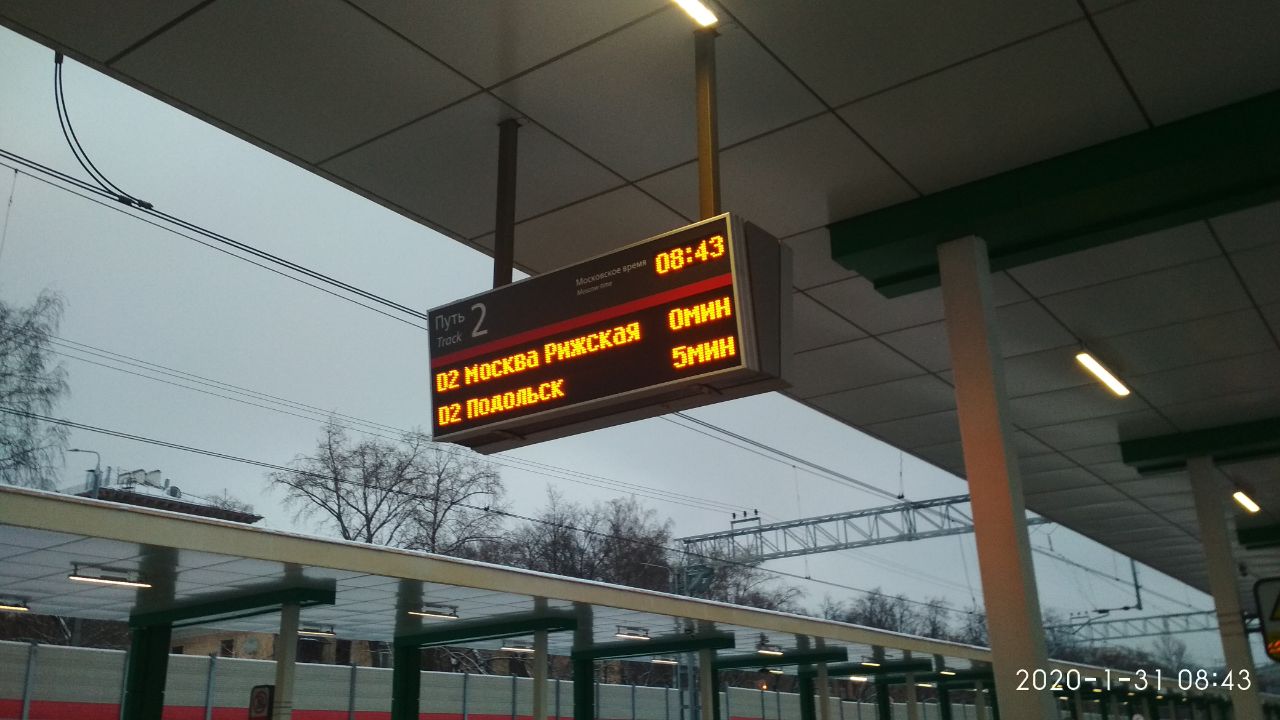 Московское время 08:43
Moscow time
Путь 2
Track
D2 Москва Рижская 0мин
D2 Подольск 5мин
2020-1-31 08:43